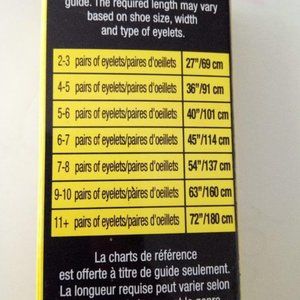 guide. The required length may vary
based on shoe size, width
and type of eyelets.
2-3 pairs of eyelets/paires d'oeillets 27"/69 cm
4-5 pairs of eyelets/paires d'oeillets 36"/91 cm
5-6 pairs of eyelets/paires d'oeillets 40"/101 cm
6-7 pairs of eyelets/paires d'oeillets 45"/114 cm
7-8 pairs of eyelets/paires d'oeillets 54"/137 cm
9-10 pairs of eyelets/pàires d'oeillets 63"/160 cm
11+ pairs of eyelets/paires d'oeillets 72"/180 cm
La charts de référence
est offerte à titre de guide seulement.
La longueur requise peut varier selon